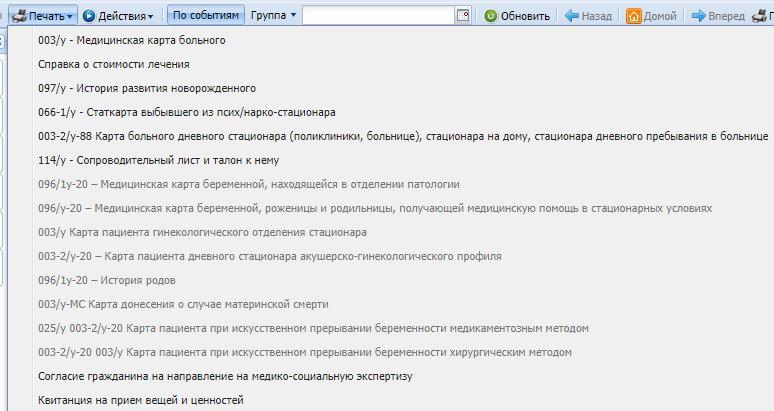 Печать Действия По событиям Группа Обновить Назад Домой Вперед
003/у - Медицинская карта больного
Справка о стоимости лечения
097/у - История развития новорожденного
066-1/у - Статкарта выбывшего из псих/нарко-стационара
003-2/у-88 Карта больного дневного стационара (поликлиники, больнице), стационара на дому, стационара дневного пребывания в больнице
114/у - Сопроводительный лист и талон к нему
096/1у-20 – Медицинская карта беременной, находящейся в отделении патологии
096/у-20 – Медицинская карта беременной, роженицы и родильницы, получающей медицинскую помощь в стационарных условиях
003/у Карта пациента гинекологического отделения стационара
003-2/у-20 – Карта пациента дневного стационара акушерско-гинекологического профиля
096/1у-20 – История родов
003/у-МС Карта донесения о случае материнской смерти
025/у 003-2/у-20 Карта пациента при искусственном прерывании беременности медикаментозным методом
003-2/у-20 003/у Карта пациента при искусственном прерывании беременности хирургическим методом
Согласие гражданина на направление на медико-социальную экспертизу
Квитанция на прием вещей и ценностей